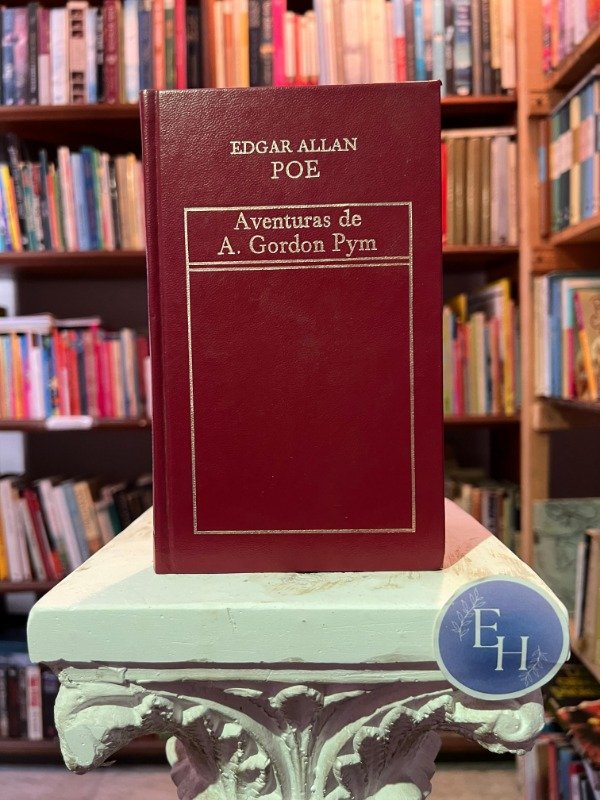 EDGAR ALLAN
POE
Aventuras de
A. Gordon Pym
EH